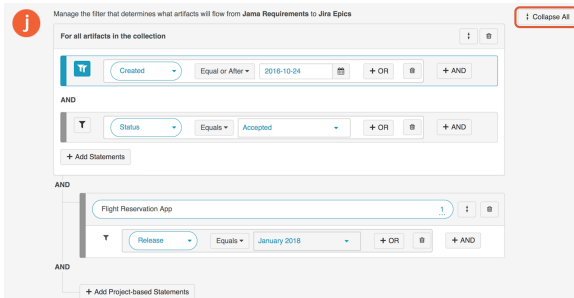 j
Manage the filter that determines what artifacts will flow from Jama Requirements to Jira Epics
Collapse All
For all artifacts in the collection
Created Equal or After 2016-10-24 + OR + AND
AND
Status Equals Accepted + OR + AND
+ Add Statements
AND
Flight Reservation App 1
Release Equals January 2018 + OR + AND
AND
+ Add Project-based Statements